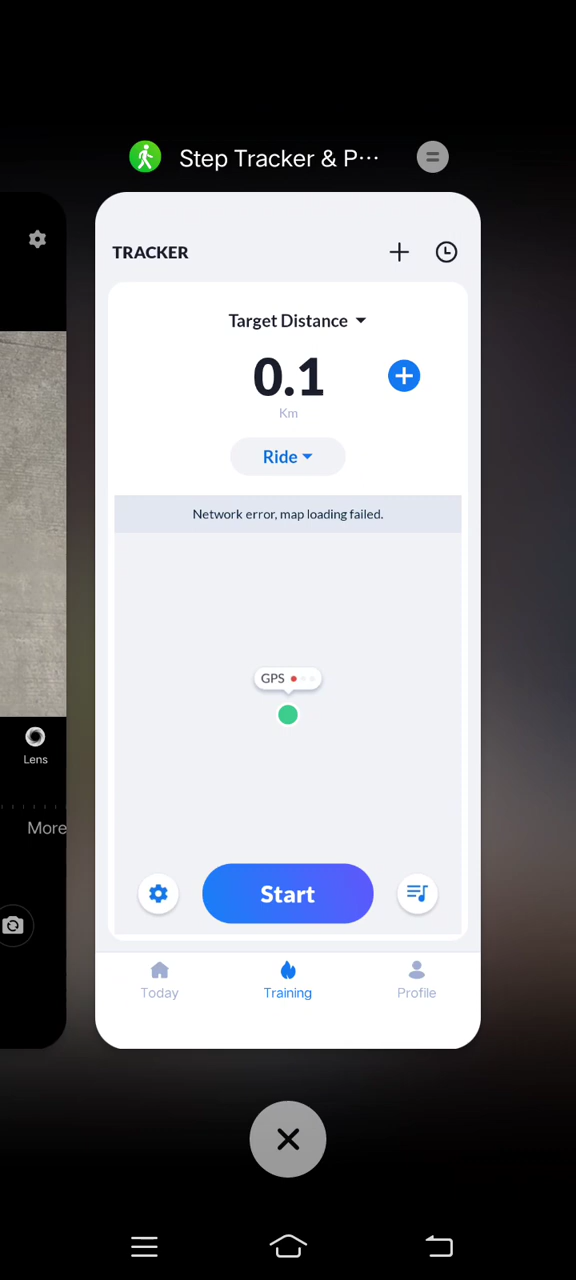 Step Tracker & P···
TRACKER
Target Distance
0.1
Km
Ride
Network error, map loading failed.
GPS
Lens
More
Start
Today
Training
Profile